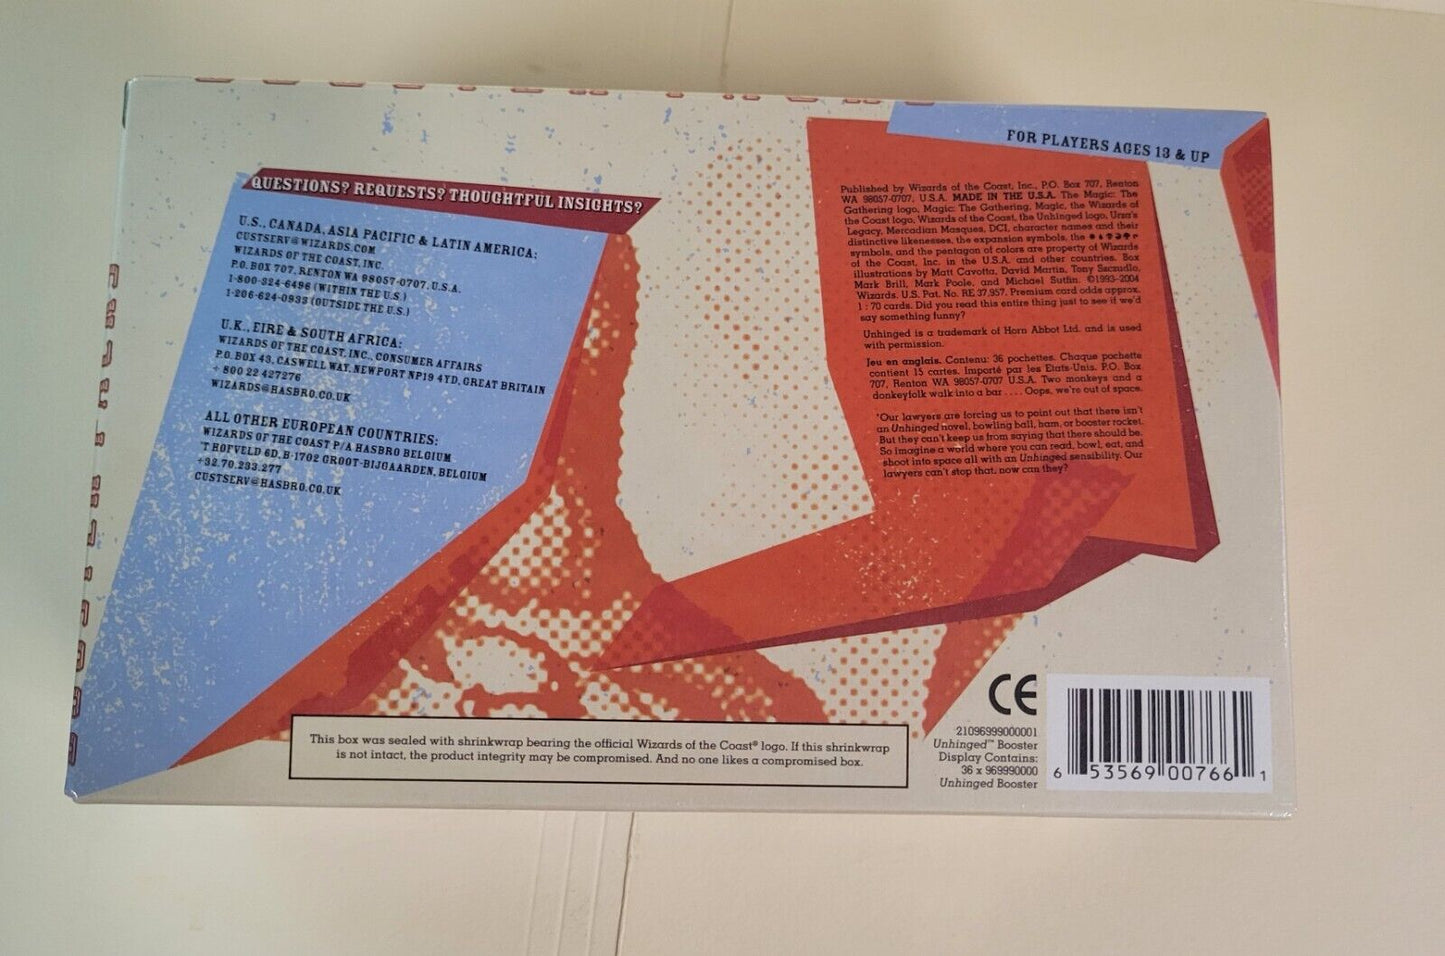 FOR PLAYERS AGES 13 & UP
QUESTIONS? REQUESTS? THOUGHTFUL INSIGHTS?
U.S., CANADA, ASIA PACIFIC & LATIN AMERICA:
CUSTSERV@WIZARDS.COM
WIZARDS OF THE COAST, INC.
P.O. BOX 707, RENTON WA 98057-0707, U.S.A.
1-800-324-6496 (WITHIN THE U.S.)
1-206-624-0933 (OUTSIDE THE U.S.)
U.K., EIRE & SOUTH AFRICA:
WIZARDS OF THE COAST, INC., CONSUMER AFFAIRS
P.O. BOX 43, CASWELL WAY, NEWPORT NP19 4YD, GREAT BRITAIN
+ 800 22 427276
WIZARDS@HASBRO.CO.UK
ALL OTHER EUROPEAN COUNTRIES:
WIZARDS OF THE COAST P/A HASBRO BELGIUM
'T HOFVELD 6D, B-1702 GROOT-BIJGAARDEN, BELGIUM
+32.70.233.277
CUSTSERV@HASBRO.CO.UK
Published by Wizards of the Coast, Inc., P.O. Box 707, Renton
WA 98057-0707, U.S.A. MADE IN THE U.S.A. The Magic: The
Gathering logo, Magic: The Gathering, Magic, the Wizards of
the Coast logo, Wizards of the Coast, the Unhinged logo, Urza's
Legacy, Mercadian Masques, DCI, character names and their
distinctive likenesses, the expansion symbols, the
symbols, and the pentagon of colors are property of Wizards
of the Coast, Inc. in the U.S.A. and other countries. Box
illustrations by Matt Cavotta, David Martin, Tony Szczudlo,
Mark Brill, Mark Poole, and Michael Sutfin. ©1993-2004
Wizards. U.S. Pat. No. RE 37,957. Premium card odds approx.
1 : 70 cards. Did you read this entire thing just to see if we'd
say something funny?
Unhinged is a trademark of Horn Abbot Ltd. and is used
with permission.
Jeu en anglais. Contenu: 36 pochettes. Chaque pochette
contient 15 cartes. Importé par les Etats-Unis. P.O. Box
707, Renton WA 98057-0707 U.S.A. Two monkeys and a
donkeyfolk walk into a bar . . . . Oops, we're out of space.
*Our lawyers are forcing us to point out that there isn't
an Unhinged novel, bowling ball, ham, or booster rocket.
But they can't keep us from saying that there should be.
So imagine a world where you can read, bowl, eat, and
shoot into space all with an Unhinged sensibility. Our
lawyers can't stop that, now can they?
This box was sealed with shrinkwrap bearing the official Wizards of the Coast® logo. If this shrinkwrap
is not intact, the product integrity may be compromised. And no one likes a compromised box.
CE
21096999000001
Unhinged™ Booster
Display Contains:
36 x 969990000
Unhinged Booster
6 53569 00766 1